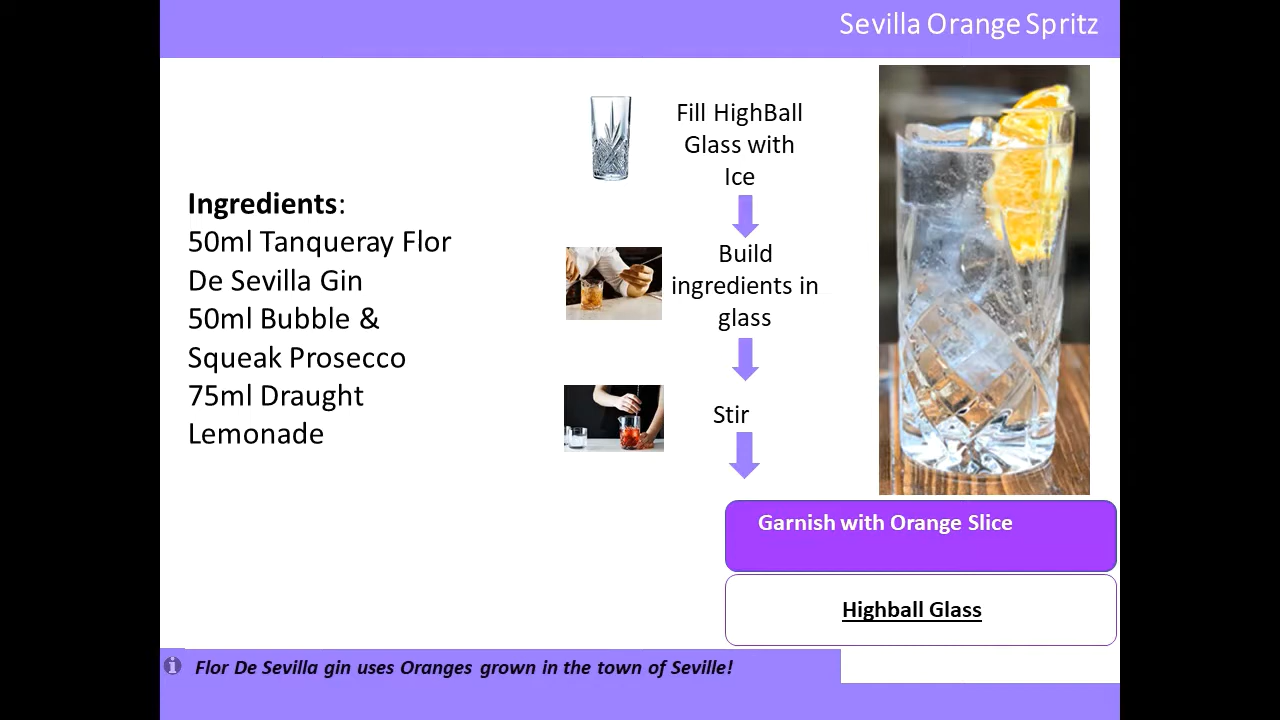 Sevilla Orange Spritz
Ingredients:
50ml Tanqueray Flor
De Sevilla Gin
50ml Bubble &
Squeak Prosecco
75ml Draught
Lemonade
Fill HighBall
Glass with
Ice
Build
ingredients in
glass
Stir
Garnish with Orange Slice
Highball Glass
Flor De Sevilla gin uses Oranges grown in the town of Seville!